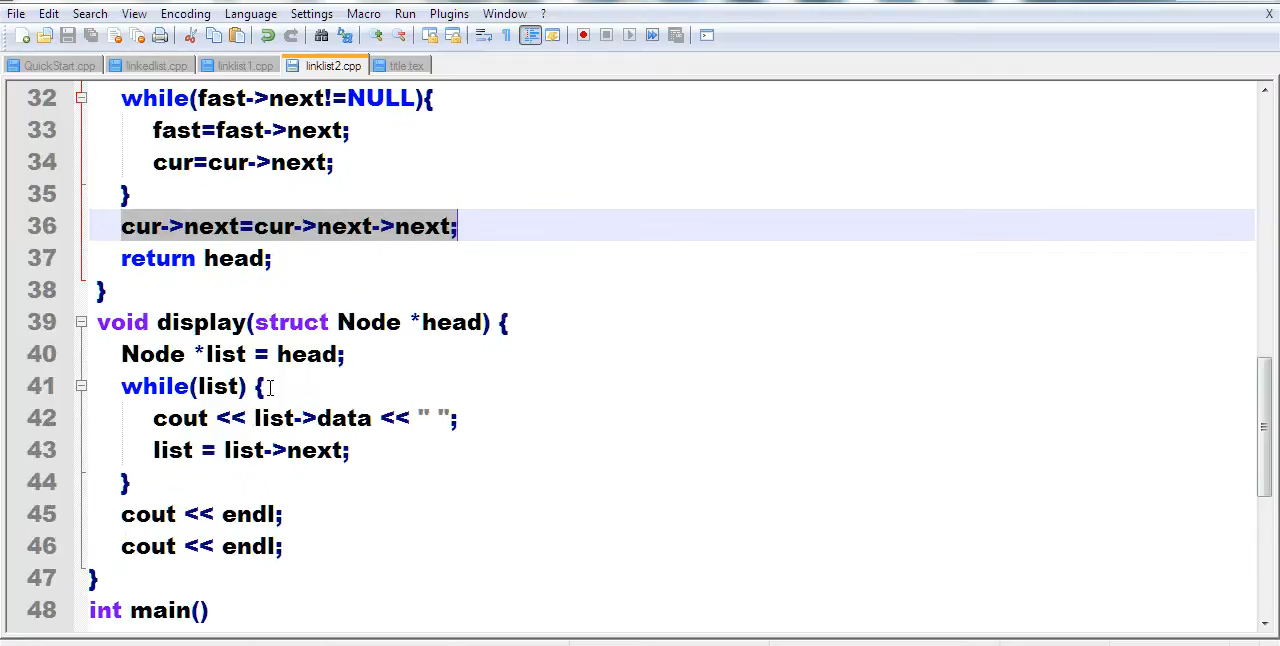 File Edit Search View Encoding Language Settings Macro Run Plugins Window ? X
QuickStart.cpp linkedlist.cpp linklist1.cpp linklist2.cpp title.tex
32 while(fast->next!=NULL){
33 fast=fast->next;
34 cur=cur->next;
35 }
36 cur->next=cur->next->next;
37 return head;
38 }
39 void display(struct Node *head) {
40 Node *list = head;
41 while(list) {
42 cout << list->data << " ";
43 list = list->next;
44 }
45 cout << endl;
46 cout << endl;
47 }
48 int main()